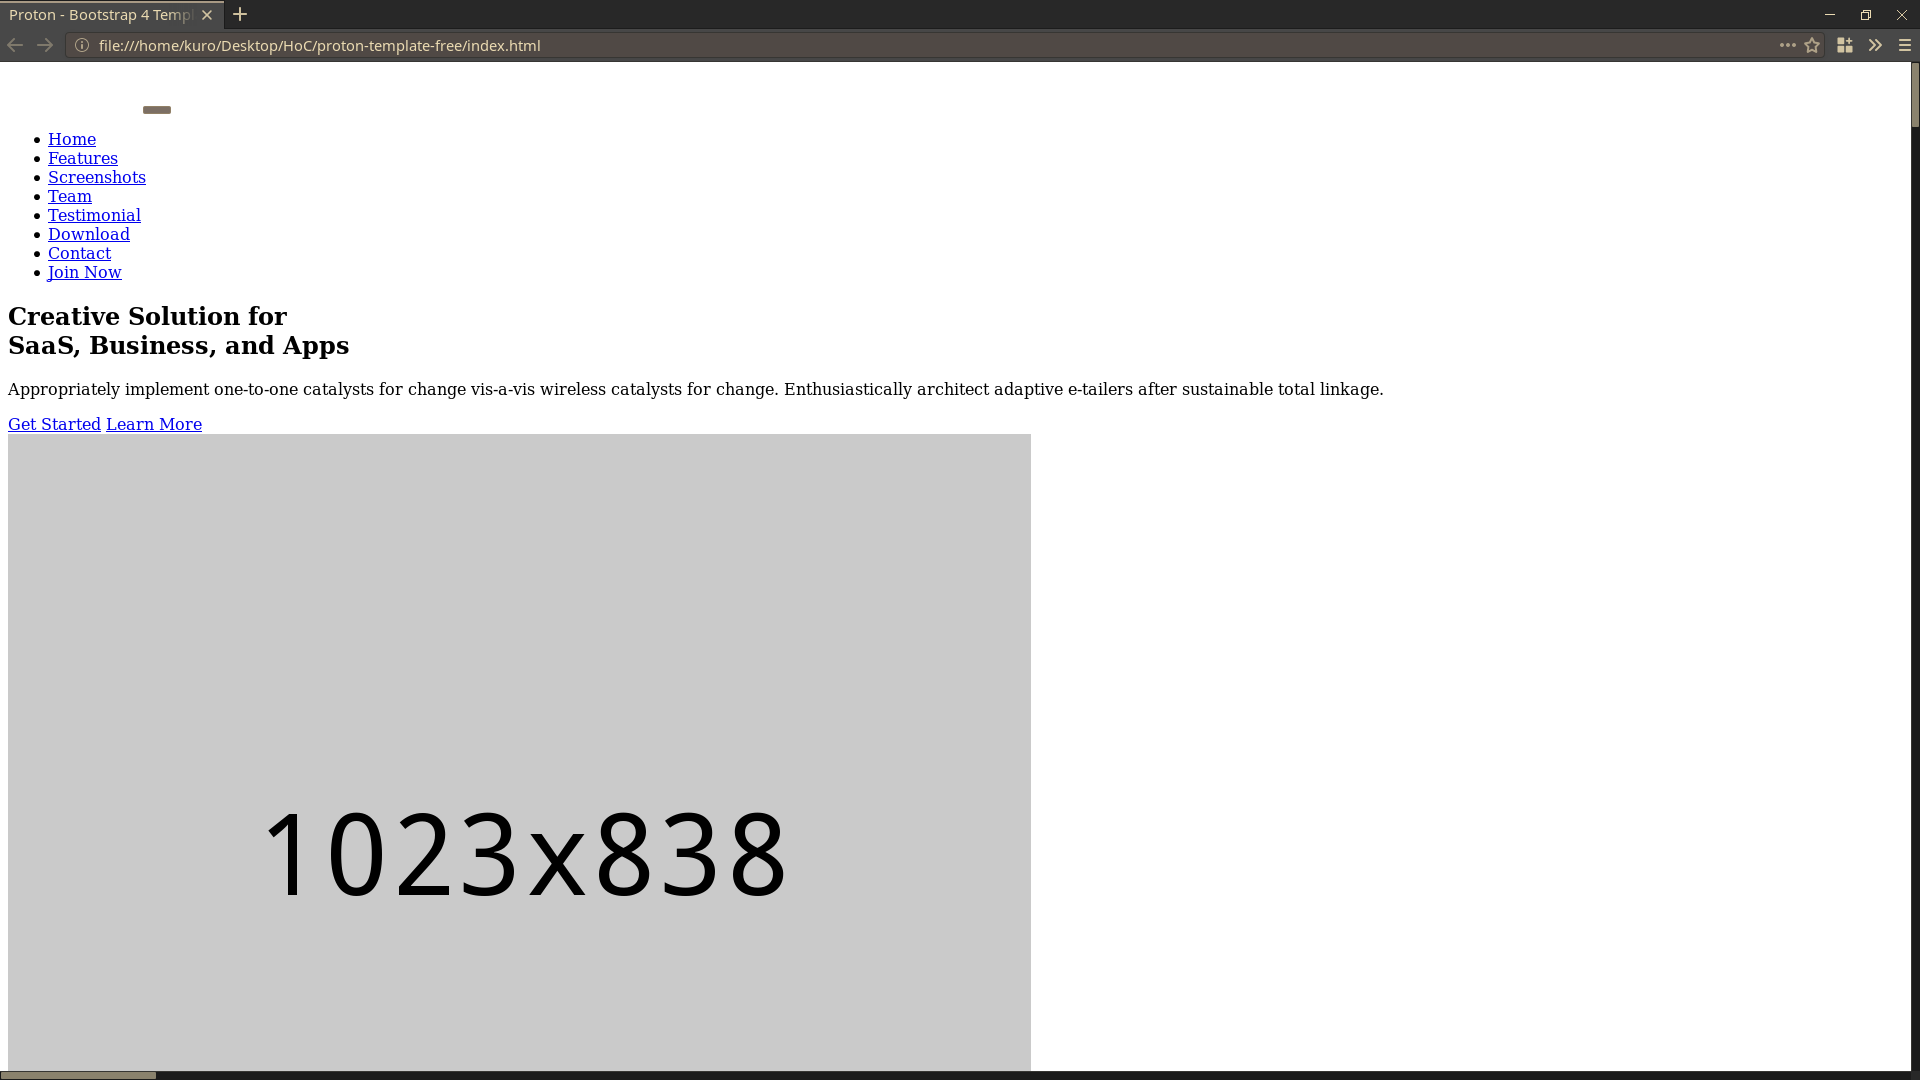 Proton - Bootstrap 4 Templ
file:///home/kuro/Desktop/HoC/proton-template-free/index.html
Home
Features
Screenshots
Team
Testimonial
Download
Contact
Join Now
Creative Solution for
SaaS, Business, and Apps
Appropriately implement one-to-one catalysts for change vis-a-vis wireless catalysts for change. Enthusiastically architect adaptive e-tailers after sustainable total linkage.
Get Started Learn More
1023x838